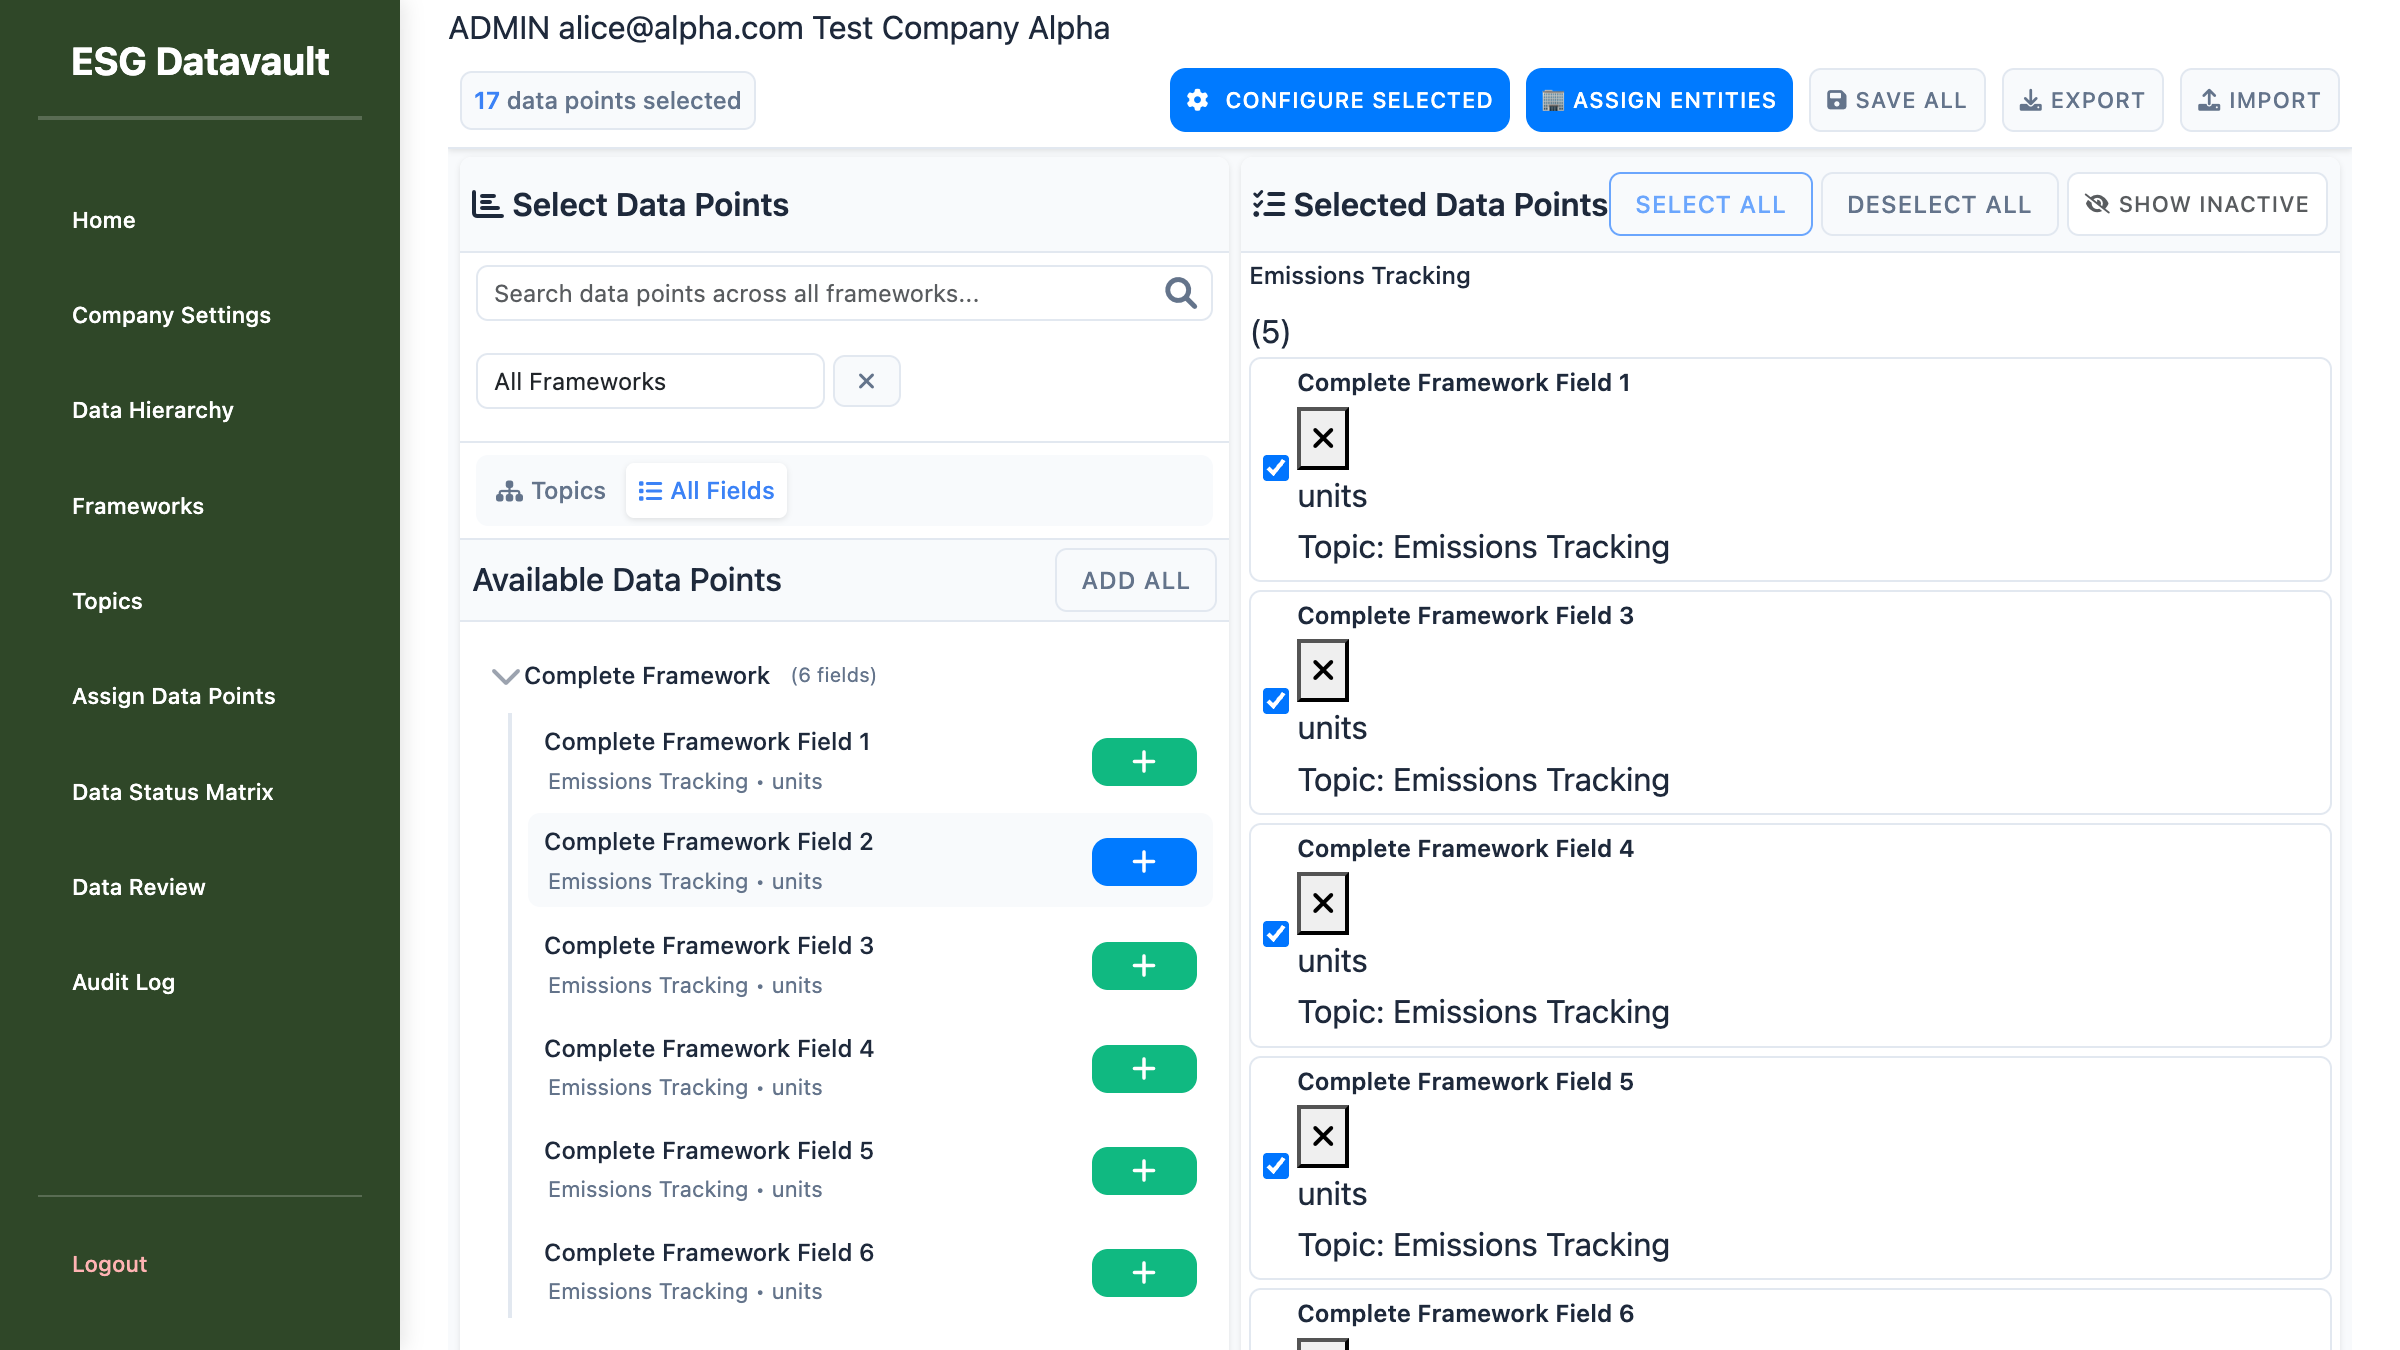 ESG Datavault
Home
Company Settings
Data Hierarchy
Frameworks
Topics
Assign Data Points
Data Status Matrix
Data Review
Audit Log
Logout
ADMIN alice@alpha.com Test Company Alpha
17 data points selected
CONFIGURE SELECTED
ASSIGN ENTITIES
SAVE ALL
EXPORT
IMPORT
Select Data Points
Search data points across all frameworks...
All Frameworks
Topics
All Fields
Available Data Points
ADD ALL
Complete Framework (6 fields)
Complete Framework Field 1
Emissions Tracking • units
Complete Framework Field 2
Emissions Tracking • units
Complete Framework Field 3
Emissions Tracking • units
Complete Framework Field 4
Emissions Tracking • units
Complete Framework Field 5
Emissions Tracking • units
Complete Framework Field 6
Emissions Tracking • units
Selected Data Points
SELECT ALL
DESELECT ALL
SHOW INACTIVE
Emissions Tracking
(5)
Complete Framework Field 1
units
Topic: Emissions Tracking
Complete Framework Field 3
units
Topic: Emissions Tracking
Complete Framework Field 4
units
Topic: Emissions Tracking
Complete Framework Field 5
units
Topic: Emissions Tracking
Complete Framework Field 6